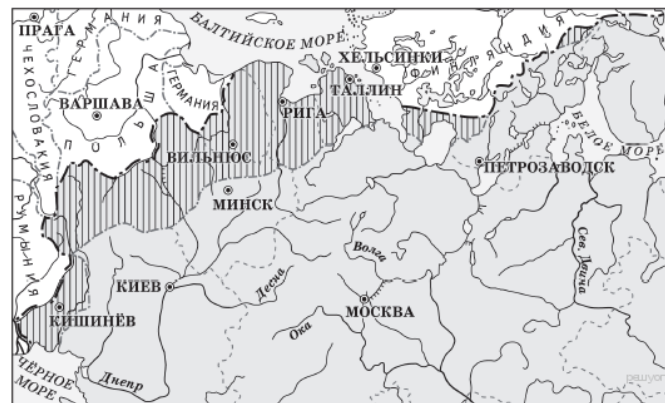 ПРАГА
ГЕРМАНИЯ
БАЛТИЙСКОЕ МОРЕ
ХЕЛЬСИНКИ
ФИНЛЯНДИЯ
ЧЕХОСЛОВАКИЯ
ВАРШАВА
ГЕРМАНИЯ
ТАЛЛИН
РИГА
ПОЛЬША
БЕЛОЕ МОРЕ
ВИЛЬНЮС
ПЕТРОЗАВОДСК
МИНСК
РУМЫНИЯ
Волга
Сев. Двина
КИЕВ
Десна
МОСКВА
КИШИНЁВ
Ока
ЧЁРНОЕ
МОРЕ
Днепр